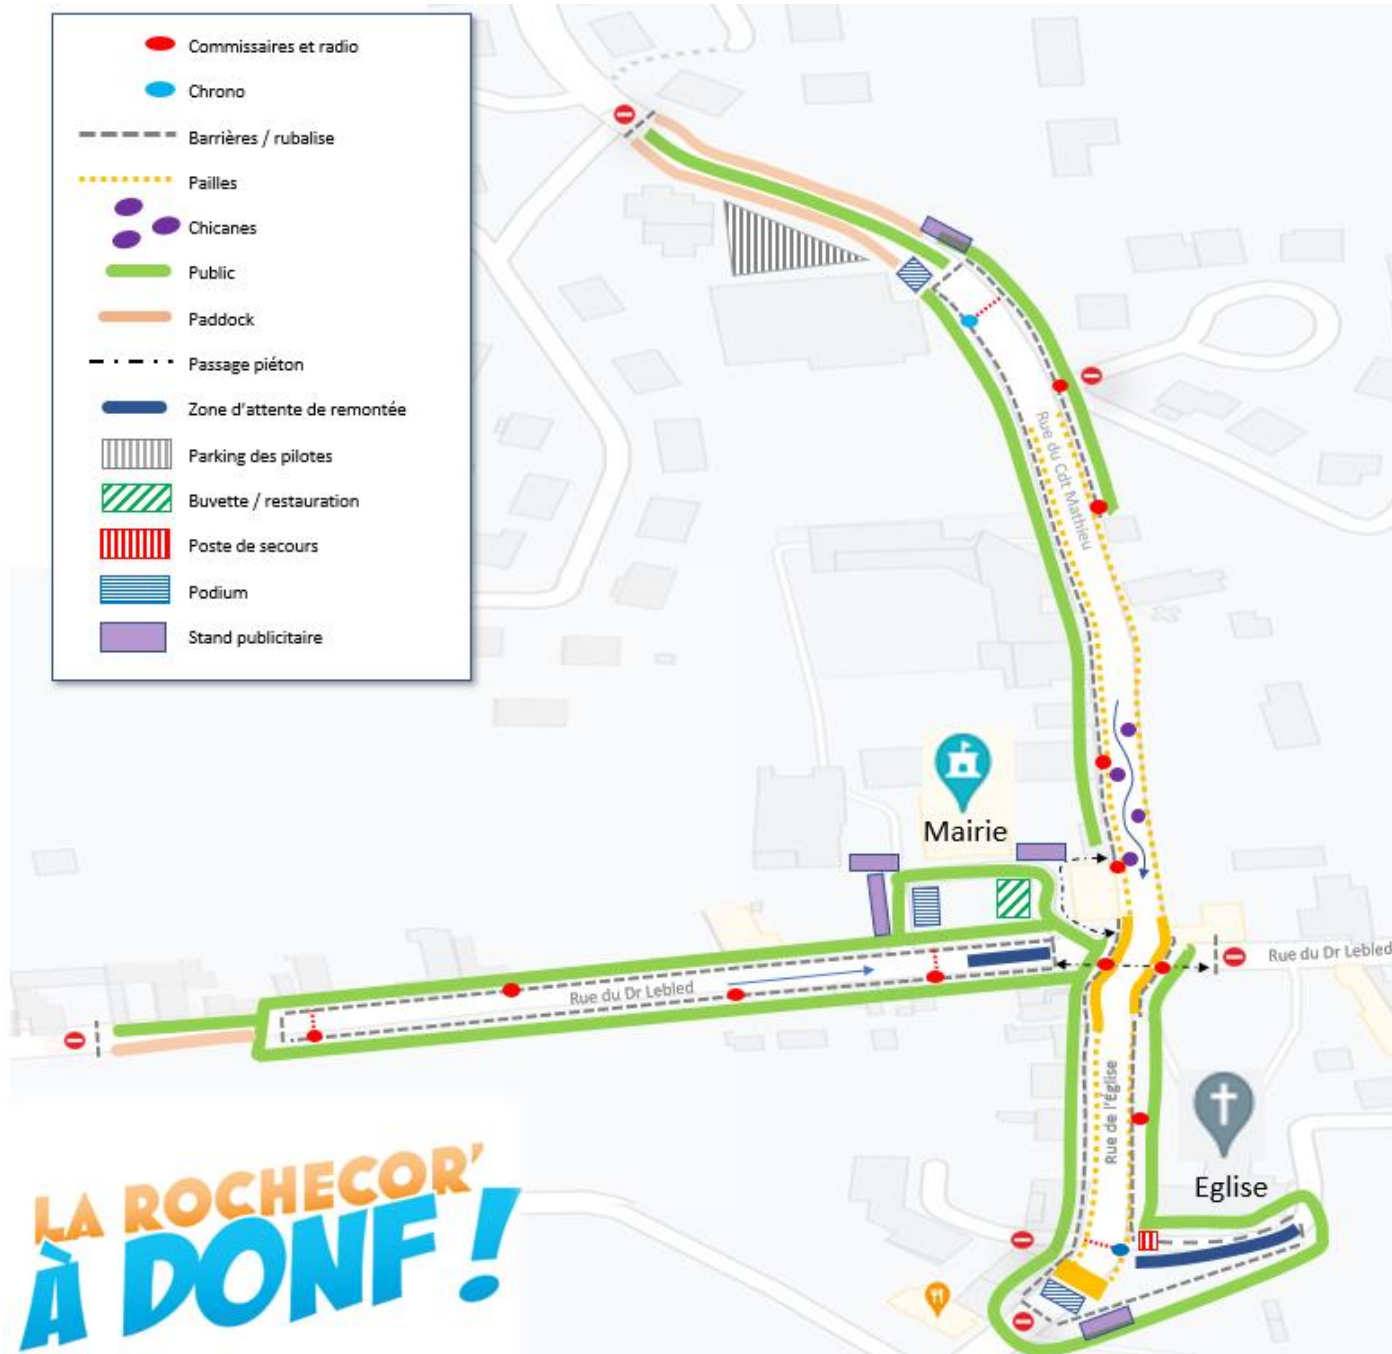 Commissaires et radio
Chrono
Barrières / rubalise
Pailles
Chicanes
Public
Paddock
Passage piéton
Zone d'attente de remontée
Parking des pilotes
Buvette / restauration
Poste de secours
Podium
Stand publicitaire
Rue du Cdt Mathieu
Mairie
Rue du Dr Lebled
Rue du Dr Lebled
Rue de l'Église
Eglise
LA ROCHECOR'
À DONF !